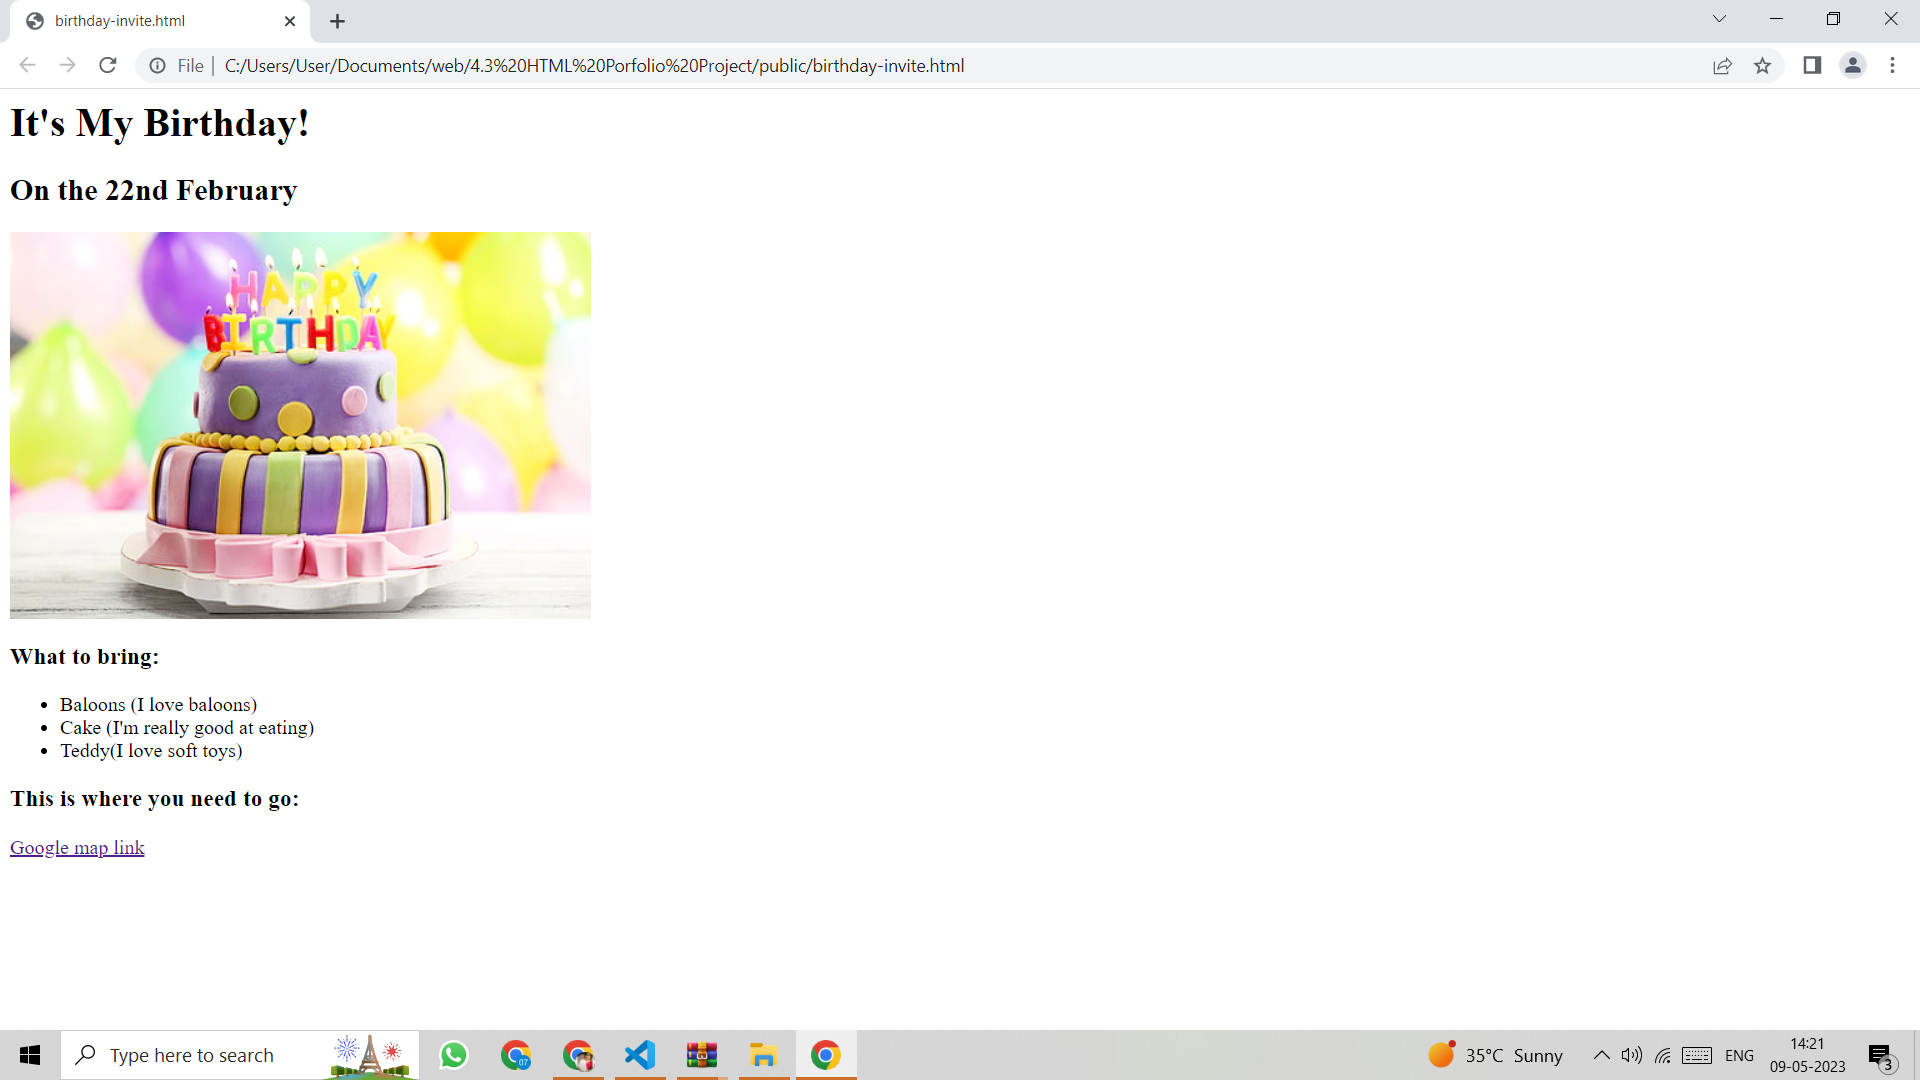 birthday-invite.html
File | C:/Users/User/Documents/web/4.3%20HTML%20Porfolio%20Project/public/birthday-invite.html
It's My Birthday!
On the 22nd February
HAPPY
BIRTHDAY
What to bring:
• Baloons (I love baloons)
• Cake (I'm really good at eating)
• Teddy(I love soft toys)
This is where you need to go:
Google map link
Type here to search
07
35°C Sunny
ENG
14:21
09-05-2023
3